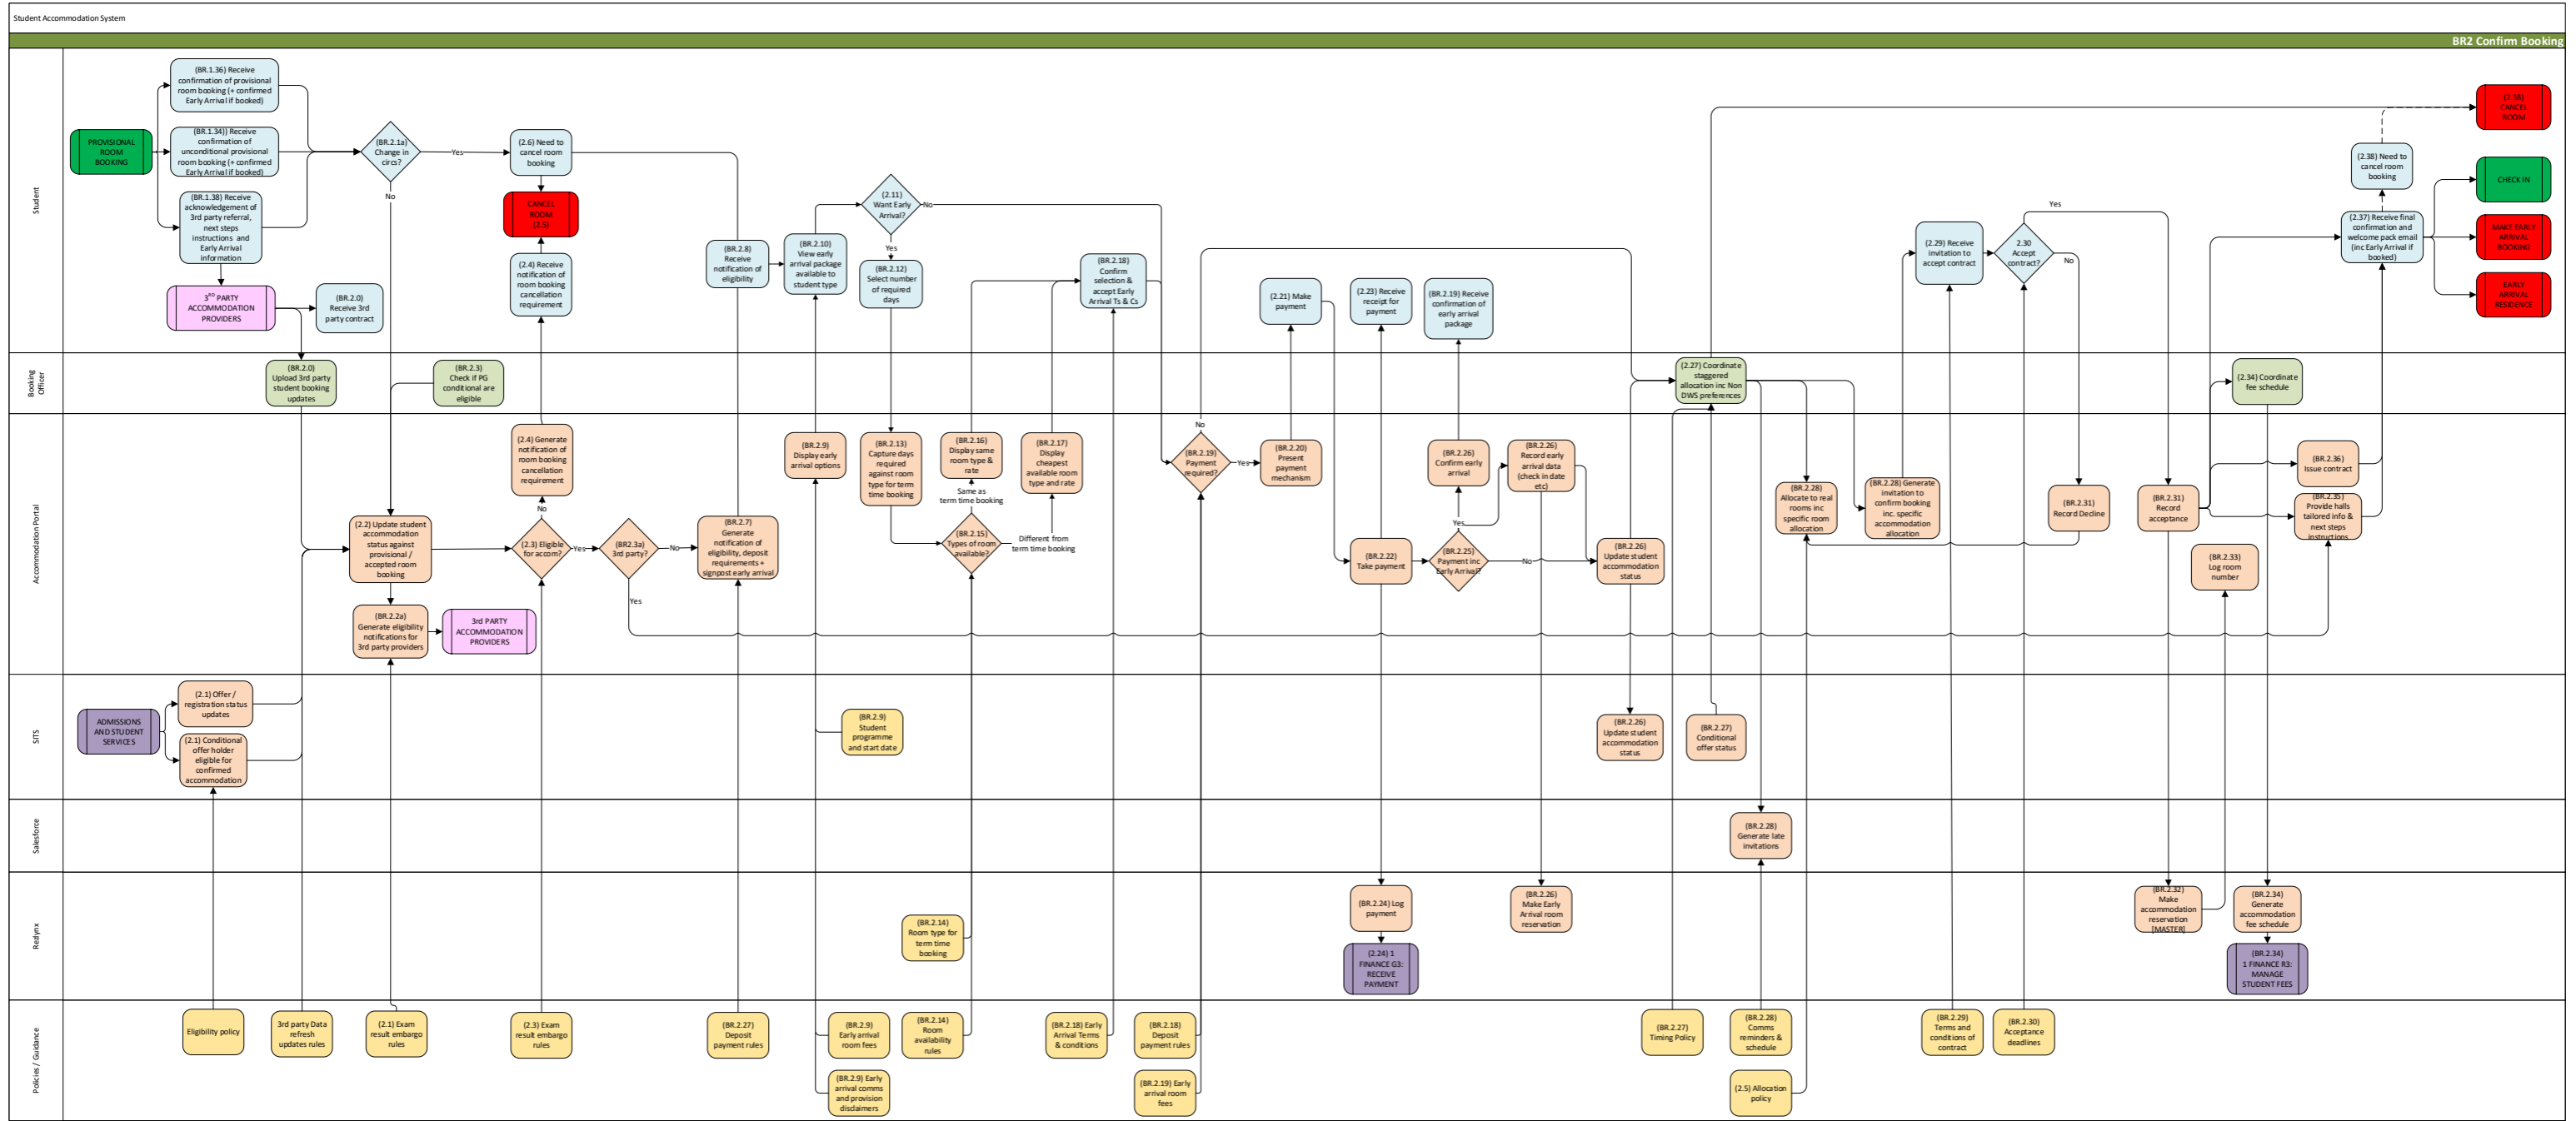 Student Accommodation System
BR2 Confirm Booking
Student
(BR.1.36) Receive
confirmation of provisional
room booking (+ confirmed
Early Arrival if booked)
PROVISIONAL
ROOM
BOOKING
(BR.1.34)) Receive
confirmation of
unconditional provisional
room booking (+ confirmed
Early Arrival if booked)
(BR.1.38) Receive
acknowledgement of
3rd party referral,
next steps
instructions and
Early Arrival
information
3RD PARTY
ACCOMMODATION
PROVIDERS
(BR.2.0)
Receive 3rd
party contract
(BR.2.1a)
Change in
circs?
Yes
No
(2.6) Need to
cancel room
booking
CANCEL
ROOM
(2.5)
(2.4) Receive
notification of
room booking
cancellation
requirement
(BR.2.8)
Receive
notification of
eligibility
(BR.2.10)
View early
arrival package
available to
student type
(2.11)
Want Early
Arrival?
No
Yes
(BR.2.12)
Select number
of required
days
(BR.2.18)
Confirm
selection &
accept Early
Arrival Ts & Cs
(2.21) Make
payment
(2.23) Receive
receipt for
payment
(BR.2.19) Receive
confirmation of
early arrival
package
(2.29) Receive
invitation to
accept contract
2.30
Accept
contract?
Yes
No
(2.38)
CANCEL
ROOM
(2.38) Need to
cancel room
booking
CHECK IN
(2.37) Receive final
confirmation and
welcome pack email
(inc Early Arrival if
booked)
MAKE EARLY
ARRIVAL
BOOKING
EARLY
ARRIVAL
RESIDENCE
Booking
Officer
(BR.2.0)
Upload 3rd party
student booking
updates
(BR.2.3)
Check if PG
conditional are
eligible
(2.27) Coordinate
staggered
allocation inc Non
DWS preferences
(2.34) Coordinate
fee schedule
Accommodation Portal
(2.2) Update student
accommodation
status against
provisional /
accepted room
booking
(BR.2.2a)
Generate eligibility
notifications for
3rd party providers
3rd PARTY
ACCOMMODATION
PROVIDERS
(2.4) Generate
notification of
room booking
cancellation
requirement
No
(2.3) Eligible
for accom?
Yes
(BR2.3a)
3rd party?
No
Yes
(BR.2.7)
Generate
notification of
eligibility, deposit
requirements +
signpost early arrival
(BR.2.9)
Display early
arrival options
(BR.2.13)
Capture days
required
against room
type for term
time booking
(BR.2.16)
Display same
room type &
rate
Same as
term time booking
(BR.2.15)
Types of room
available?
Different from
term time booking
(BR.2.17)
Display
cheapest
available room
type and rate
No
(BR.2.19)
Payment
required?
Yes
(BR.2.20)
Present
payment
mechanism
(BR.2.22)
Take payment
(BR.2.26)
Confirm early
arrival
Yes
(BR.2.25)
Payment inc
Early Arrival?
No
(BR.2.26)
Record early
arrival data
(check in date
etc)
(BR.2.26)
Update student
accommodation
status
(BR.2.28)
Allocate to real
rooms inc
specific room
allocation
(BR.2.28) Generate
invitation to
confirm booking
inc. specific
accommodation
allocation
(BR.2.31)
Record Decline
(BR.2.31)
Record
acceptance
(BR.2.33)
Log room
number
(BR.2.36)
Issue contract
(BR.2.35)
Provide halls
tailored info &
next steps
instructions
SITS
ADMISSIONS
AND STUDENT
SERVICES
(2.1) Offer /
registration status
updates
(2.1) Conditional
offer holder
eligible for
confirmed
accommodation
(BR.2.9)
Student
programme
and start date
(BR.2.26)
Update student
accommodation
status
(BR.2.27)
Conditional
offer status
Salesforce
(BR.2.28)
Generate late
invitations
Rezlynx
(BR.2.14)
Room type for
term time
booking
(BR.2.24) Log
payment
(2.24) 1
FINANCE G3:
RECEIVE
PAYMENT
(BR.2.26)
Make Early
Arrival room
reservation
(BR.2.32)
Make
accommodation
reservation
[MASTER]
(BR.2.34)
Generate
accommodation
fee schedule
(BR.2.34)
1 FINANCE R3:
MANAGE
STUDENT FEES
Policies / Guidance
Eligibility policy
3rd party Data
refresh
updates rules
(2.1) Exam
result embargo
rules
(2.3) Exam
result embargo
rules
(BR.2.27)
Deposit
payment rules
(BR.2.9)
Early arrival
room fees
(BR.2.9) Early
arrival comms
and provision
disclaimers
(BR.2.14)
Room
availability
rules
(BR.2.18) Early
Arrival Terms
& conditions
(BR.2.18)
Deposit
payment rules
(BR.2.19) Early
arrival room
fees
(BR.2.27)
Timing Policy
(BR.2.28)
Comms
reminders &
schedule
(2.5) Allocation
policy
(BR.2.29)
Terms and
conditions of
contract
(BR.2.30)
Acceptance
deadlines